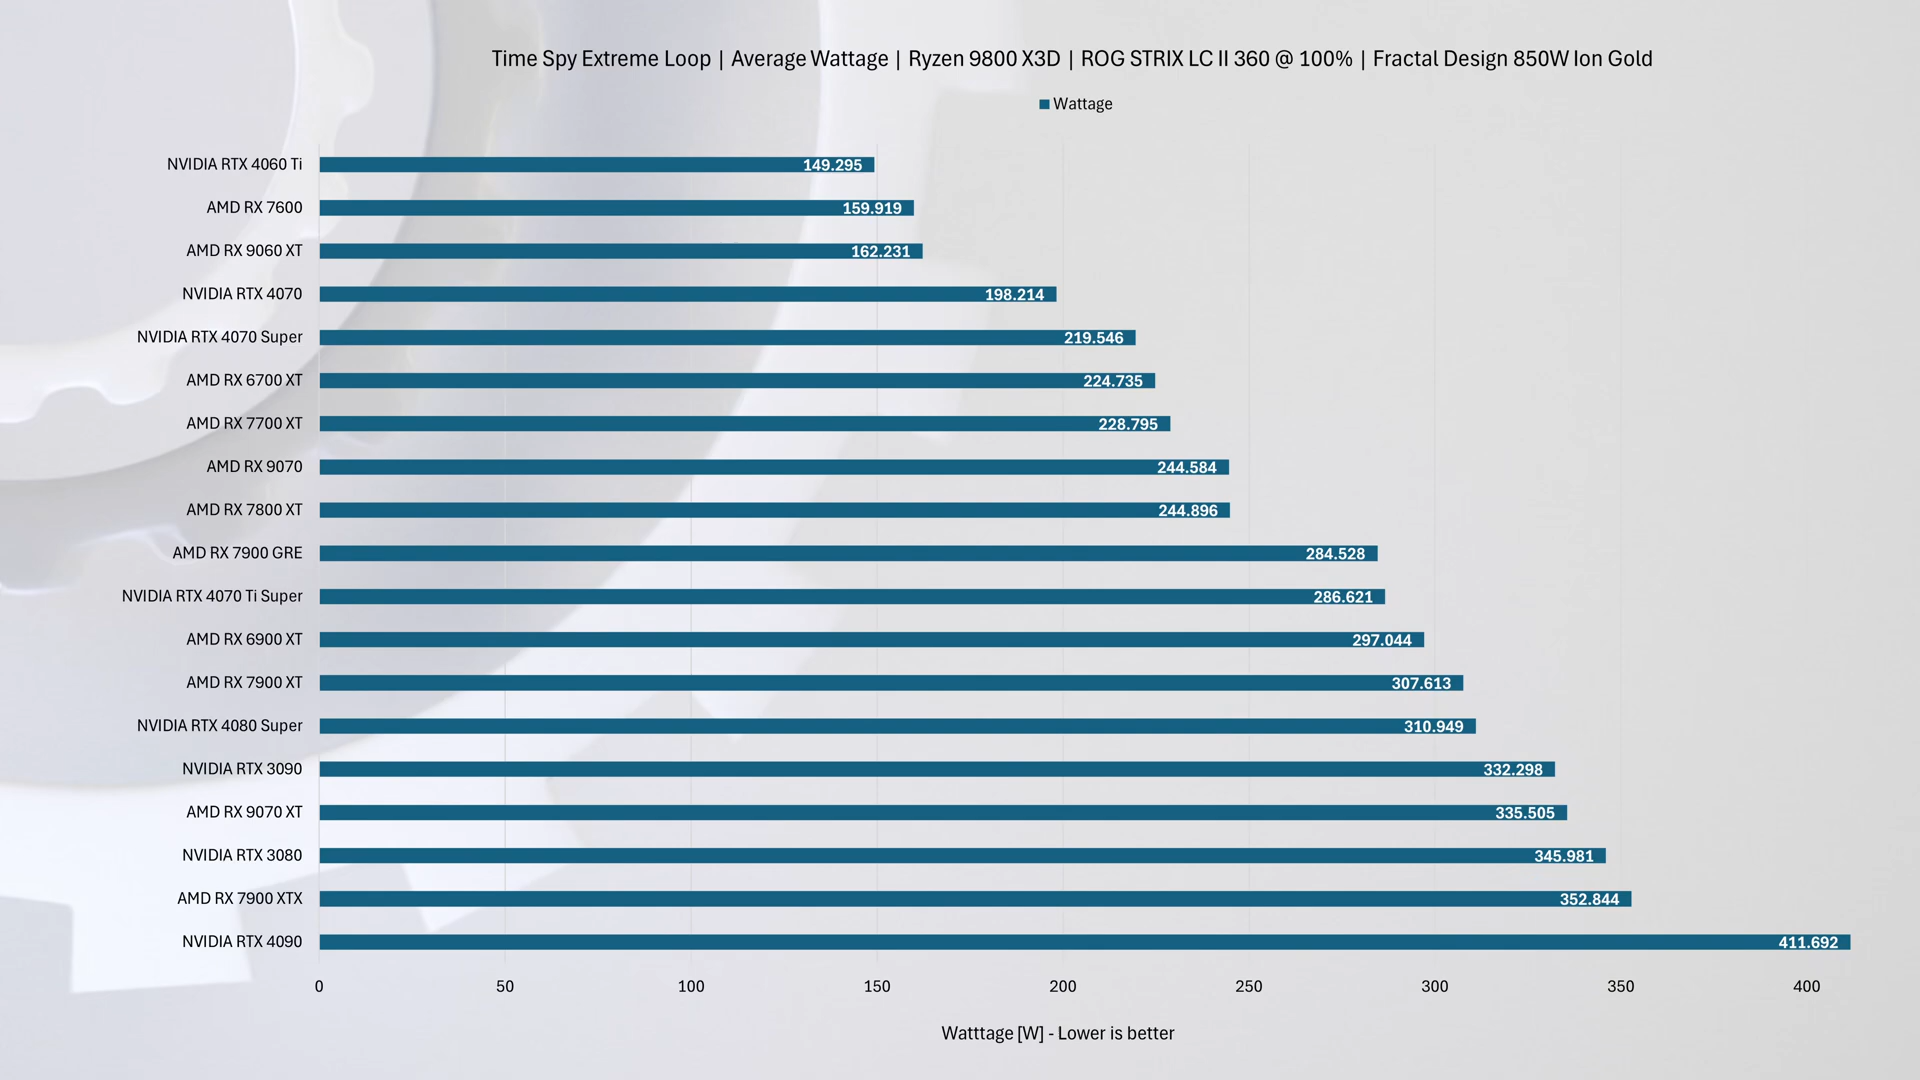 Time Spy Extreme Loop | Average Wattage | Ryzen 9800 X3D | ROG STRIX LC II 360 @ 100% | Fractal Design 850W Ion Gold
Wattage
NVIDIA RTX 4060 Ti 149.295
AMD RX 7600 159.919
AMD RX 9060 XT 162.231
NVIDIA RTX 4070 198.214
NVIDIA RTX 4070 Super 219.546
AMD RX 6700 XT 224.735
AMD RX 7700 XT 228.795
AMD RX 9070 244.584
AMD RX 7800 XT 244.896
AMD RX 7900 GRE 284.528
NVIDIA RTX 4070 Ti Super 286.621
AMD RX 6900 XT 297.044
AMD RX 7900 XT 307.613
NVIDIA RTX 4080 Super 310.949
NVIDIA RTX 3090 332.298
AMD RX 9070 XT 335.505
NVIDIA RTX 3080 345.981
AMD RX 7900 XTX 352.844
NVIDIA RTX 4090 411.692
0 50 100 150 200 250 300 350 400
Watttage [W] - Lower is better